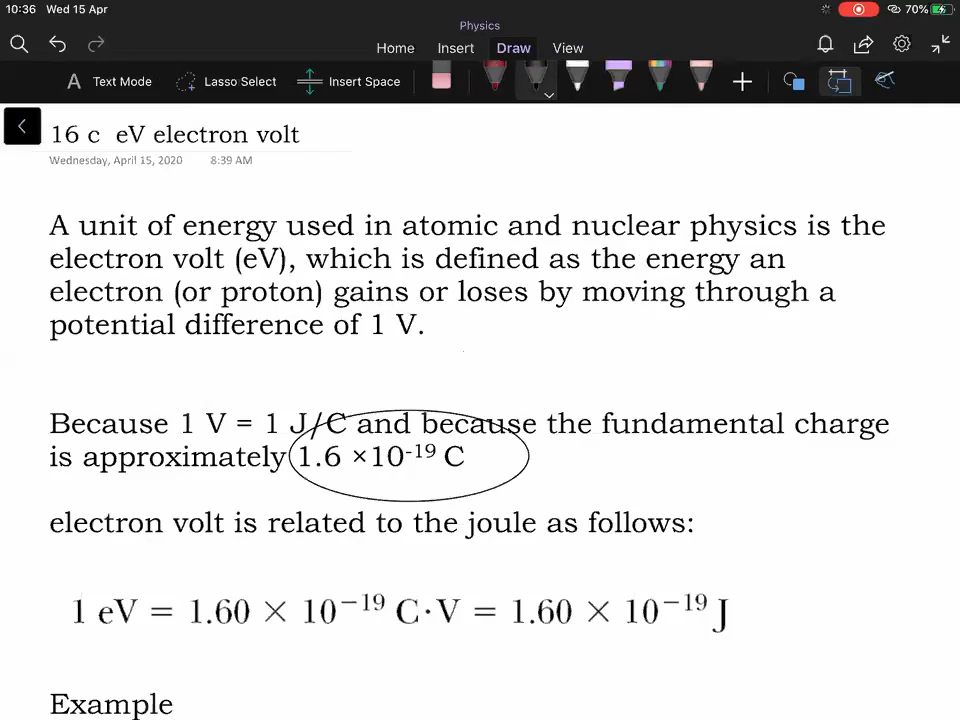 10:36 Wed 15 Apr
70%
Physics
Home Insert Draw View
Text Mode Lasso Select Insert Space
16 c eV electron volt
Wednesday, April 15, 2020 8:39 AM
A unit of energy used in atomic and nuclear physics is the
electron volt (eV), which is defined as the energy an
electron (or proton) gains or loses by moving through a
potential difference of 1 V.
Because 1 V = 1 J/C and because the fundamental charge
is approximately 1.6 ×10⁻¹⁹ C
electron volt is related to the joule as follows:
1 eV = 1.60 × 10⁻¹⁹ C·V = 1.60 × 10⁻¹⁹ J
Example